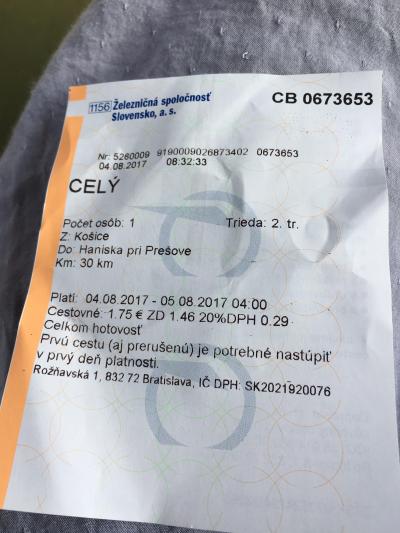 1156 Železničná spoločnosť
Slovensko, a. s.
CB 0673653
Nr: 5260009 9190009026873402 0673653
04.08.2017 08:32:33
CELÝ
Počet osôb: 1 Trieda: 2. tr.
Z: Košice
Do: Haniska pri Prešove
Km: 30 km
Platí: 04.08.2017 - 05.08.2017 04:00
Cestovné: 1.75 € ZD 1.46 20%DPH 0.29
Celkom hotovosť
Prvú cestu (aj prerušenú) je potrebné nastúpiť
v prvý deň platnosti.
Rožňavská 1, 832 72 Bratislava, IČ DPH: SK2021920076